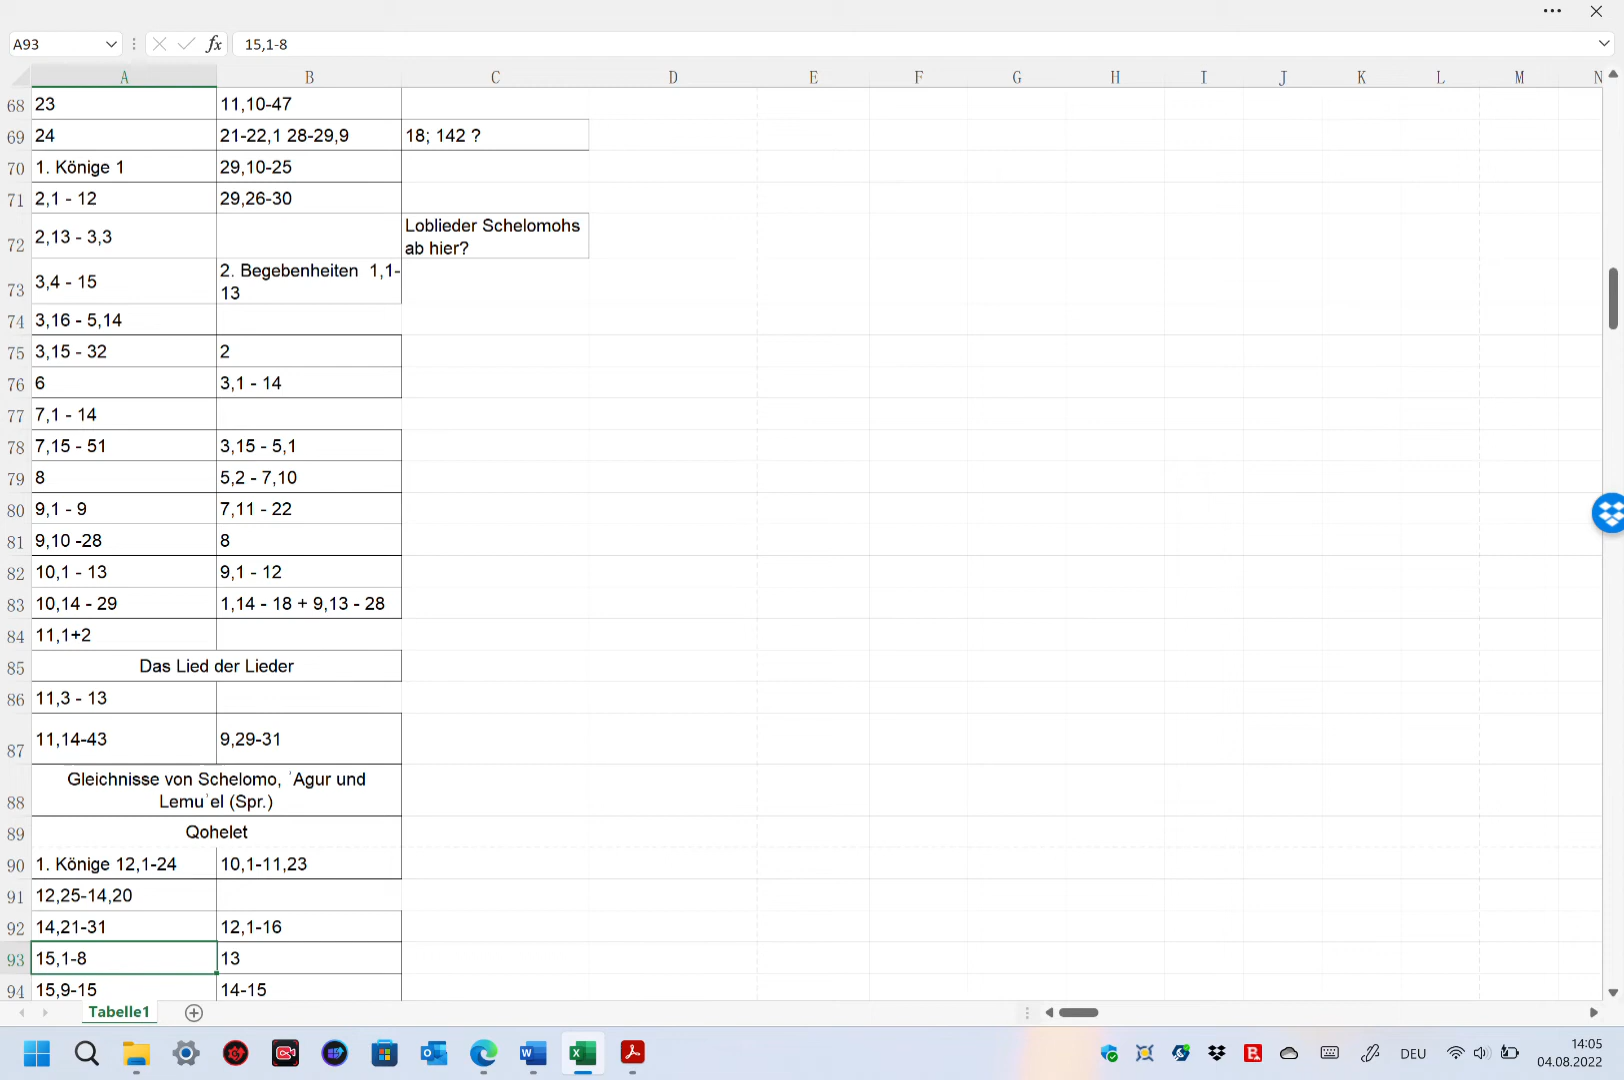 A93
fx
15,1-8
A B C D E F G H I J K L M N
68 23 11,10-47
69 24 21-22,1 28-29,9 18; 142 ?
70 1. Könige 1 29,10-25
71 2,1 - 12 29,26-30
72 2,13 - 3,3 Loblieder Schelomohs
ab hier?
73 3,4 - 15 2. Begebenheiten 1,1-
13
74 3,16 - 5,14
75 3,15 - 32 2
76 6 3,1 - 14
77 7,1 - 14
78 7,15 - 51 3,15 - 5,1
79 8 5,2 - 7,10
80 9,1 - 9 7,11 - 22
81 9,10 -28 8
82 10,1 - 13 9,1 - 12
83 10,14 - 29 1,14 - 18 + 9,13 - 28
84 11,1+2
85 Das Lied der Lieder
86 11,3 - 13
87 11,14-43 9,29-31
88 Gleichnisse von Schelomo, ʾAgur und
Lemuʾel (Spr.)
89 Qohelet
90 1. Könige 12,1-24 10,1-11,23
91 12,25-14,20
92 14,21-31 12,1-16
93 15,1-8 13
94 15,9-15 14-15
Tabelle1
DEU
14:05
04.08.2022